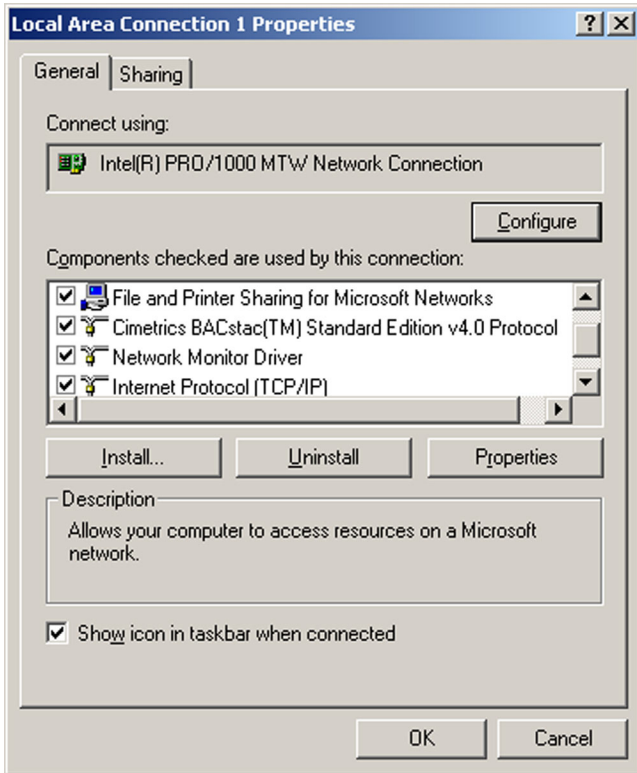 Local Area Connection 1 Properties
General
Sharing
Connect using:
Intel(R) PRO/1000 MTW Network Connection
Configure
Components checked are used by this connection:
File and Printer Sharing for Microsoft Networks
Cimetrics BACstac(TM) Standard Edition v4.0 Protocol
Network Monitor Driver
Internet Protocol (TCP/IP)
Install...
Uninstall
Properties
Description
Allows your computer to access resources on a Microsoft
network.
Show icon in taskbar when connected
OK
Cancel